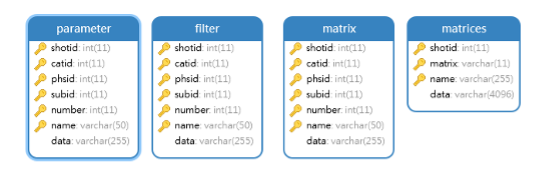 parameter
shotid: int(11)
catid: int(11)
phsid: int(11)
subid: int(11)
number: int(11)
name: varchar(50)
data: varchar(255)
filter
shotid: int(11)
catid: int(11)
phsid: int(11)
subid: int(11)
number: int(11)
name: varchar(50)
data: varchar(255)
matrix
shotid: int(11)
catid: int(11)
phsid: int(11)
subid: int(11)
number: int(11)
name: varchar(50)
data: varchar(255)
matrices
shotid: int(11)
matrix: varchar(11)
name: varchar(255)
data: varchar(4096)